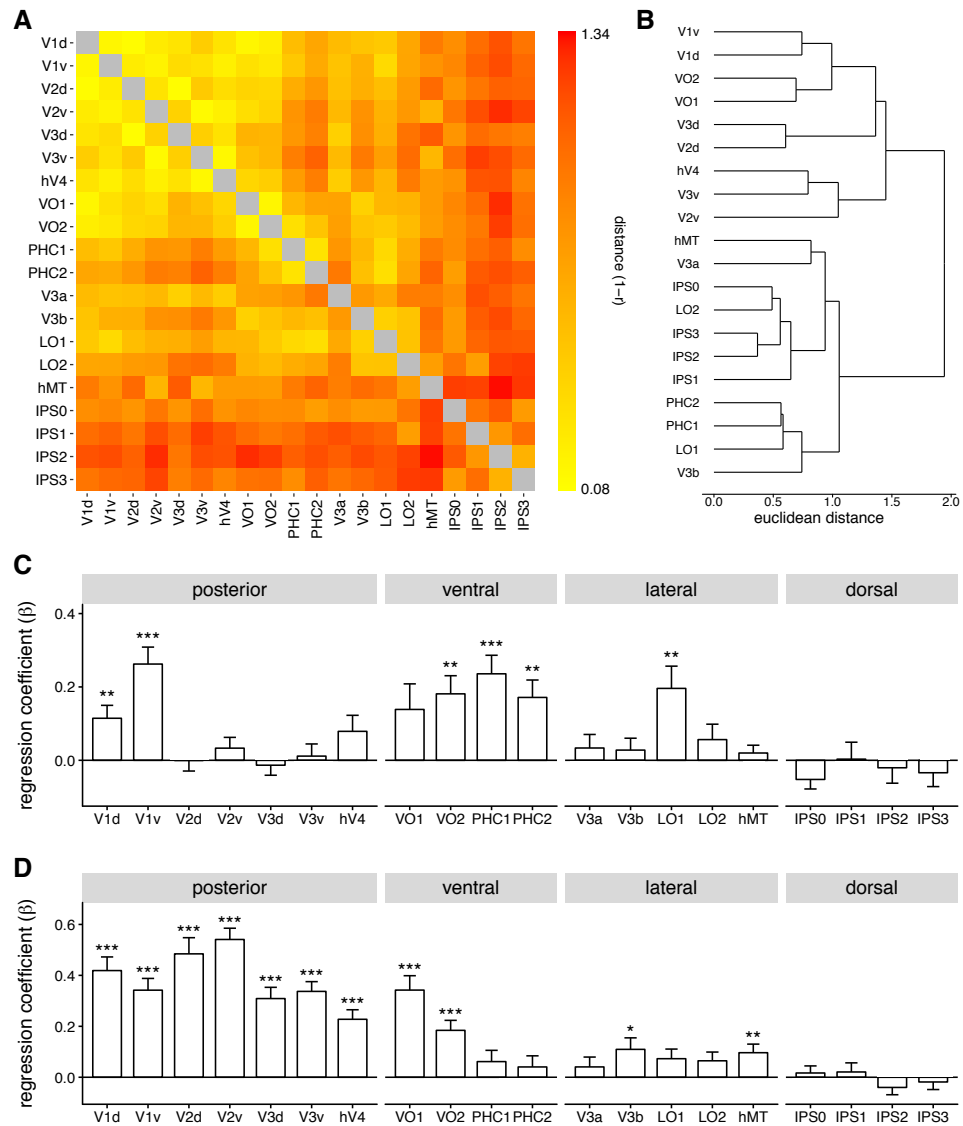 A
V1d
V1v
V2d
V2v
V3d
V3v
hV4
VO1
VO2
PHC1
PHC2
V3a
V3b
LO1
LO2
hMT
IPS0
IPS1
IPS2
IPS3
V1d V1v V2d V2v V3d V3v hV4 VO1 VO2 PHC1 PHC2 V3a V3b LO1 LO2 hMT IPS0 IPS1 IPS2 IPS3
1.34
distance (1−r)
0.08
B
V1v
V1d
VO2
VO1
V3d
V2d
hV4
V3v
V2v
hMT
V3a
IPS0
LO2
IPS3
IPS2
IPS1
PHC2
PHC1
LO1
V3b
0.0 0.5 1.0 1.5 2.0
euclidean distance
C
posterior ventral lateral dorsal
regression coefficient (β)
0.4
0.2
0.0
** *** ** *** ** **
V1d V1v V2d V2v V3d V3v hV4 VO1 VO2 PHC1 PHC2 V3a V3b LO1 LO2 hMT IPS0 IPS1 IPS2 IPS3
D
posterior ventral lateral dorsal
regression coefficient (β)
0.6
0.4
0.2
0.0
*** *** *** *** *** *** *** *** *** * **
V1d V1v V2d V2v V3d V3v hV4 VO1 VO2 PHC1 PHC2 V3a V3b LO1 LO2 hMT IPS0 IPS1 IPS2 IPS3